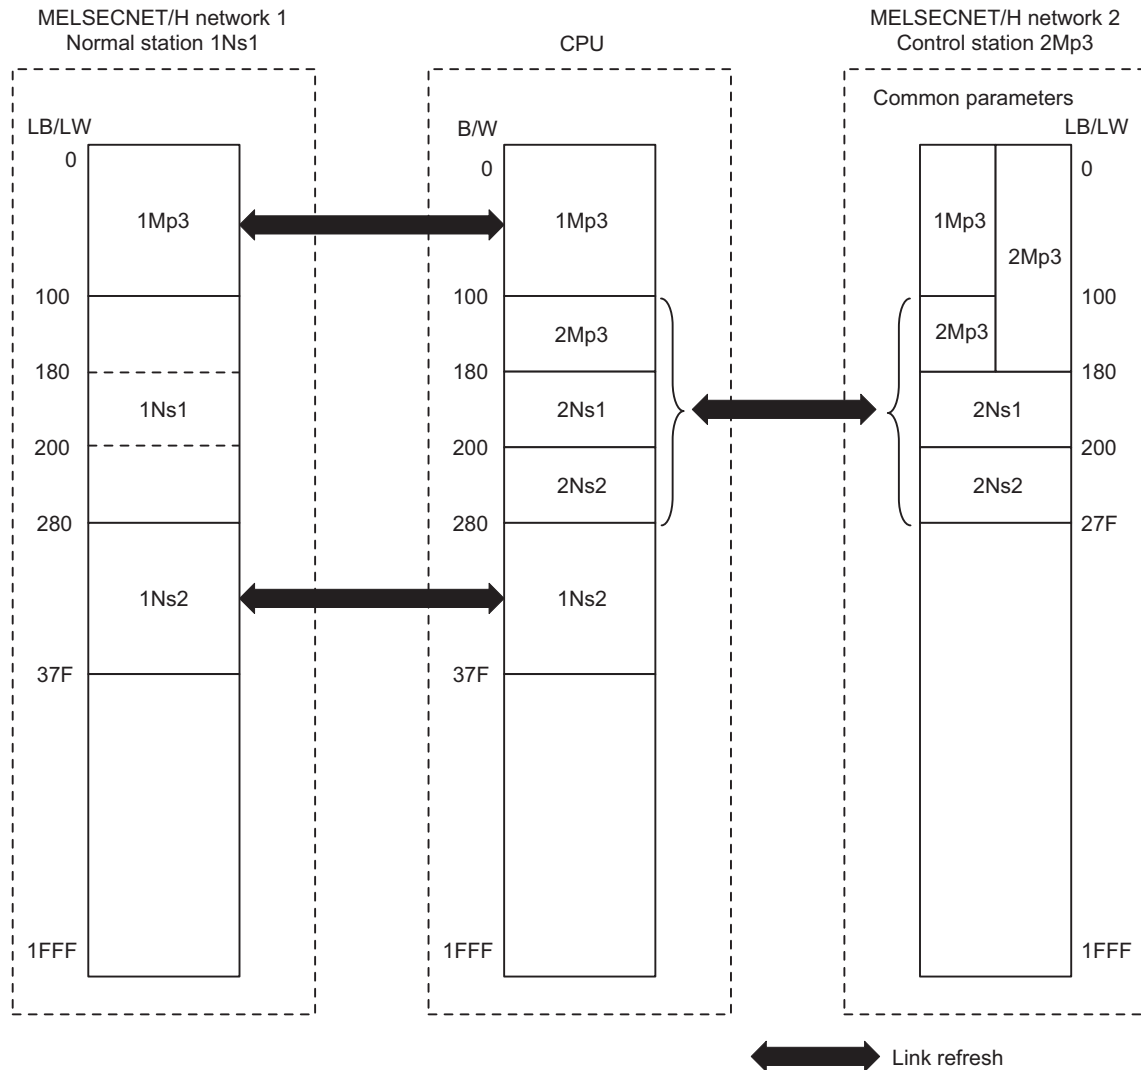 MELSECNET/H network 1
Normal station 1Ns1
LB/LW
0
1Mp3
100
180
1Ns1
200
280
1Ns2
37F
1FFF
CPU
B/W
0
1Mp3
100
2Mp3
180
2Ns1
200
2Ns2
280
1Ns2
37F
1FFF
MELSECNET/H network 2
Control station 2Mp3
Common parameters
LB/LW
0
1Mp3
2Mp3
100
2Mp3
180
2Ns1
200
2Ns2
27F
1FFF
Link refresh